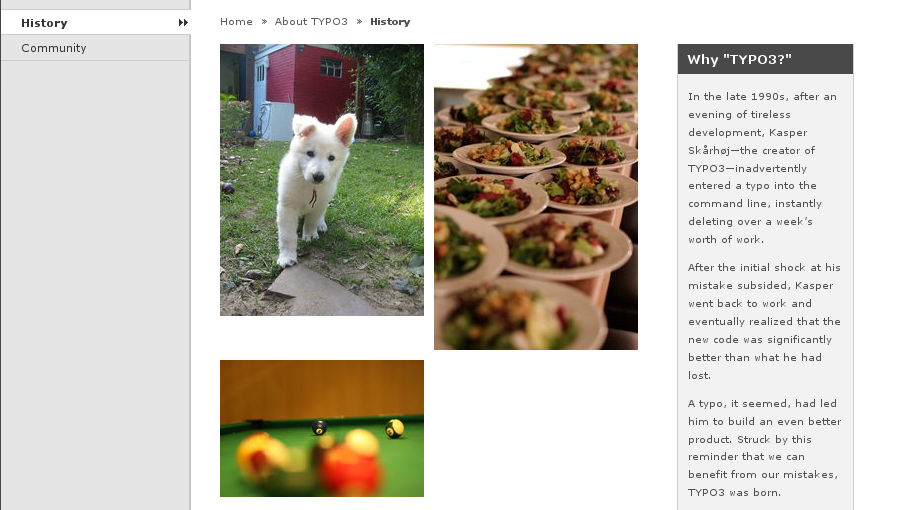 History
Community
Home » About TYPO3 » History
Why "TYPO3?"
In the late 1990s, after an
evening of tireless
development, Kasper
Skårhøj—the creator of
TYPO3—inadvertently
entered a typo into the
command line, instantly
deleting over a week's
worth of work.
After the initial shock at his
mistake subsided, Kasper
went back to work and
eventually realized that the
new code was significantly
better than what he had
lost.
A typo, it seemed, had led
him to build an even better
product. Struck by this
reminder that we can
benefit from our mistakes,
TYPO3 was born.